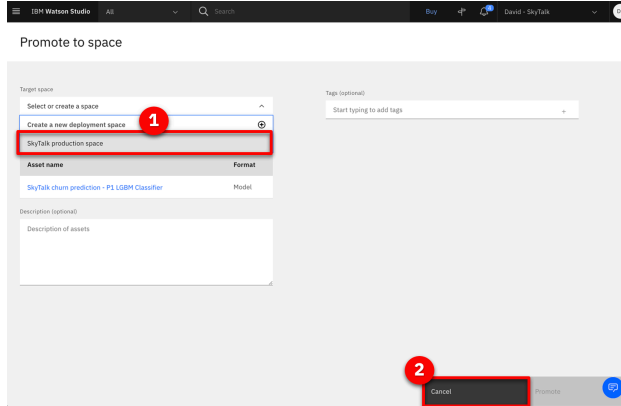 IBM Watson Studio All Search Buy David - SkyTalk
Promote to space
Target space
Select or create a space
Create a new deployment space
1
SkyTalk production space
Asset name Format
SkyTalk churn prediction - P1 LGBM Classifier Model
Description (optional)
Description of assets
Tags (optional)
Start typing to add tags
2
Cancel Promote